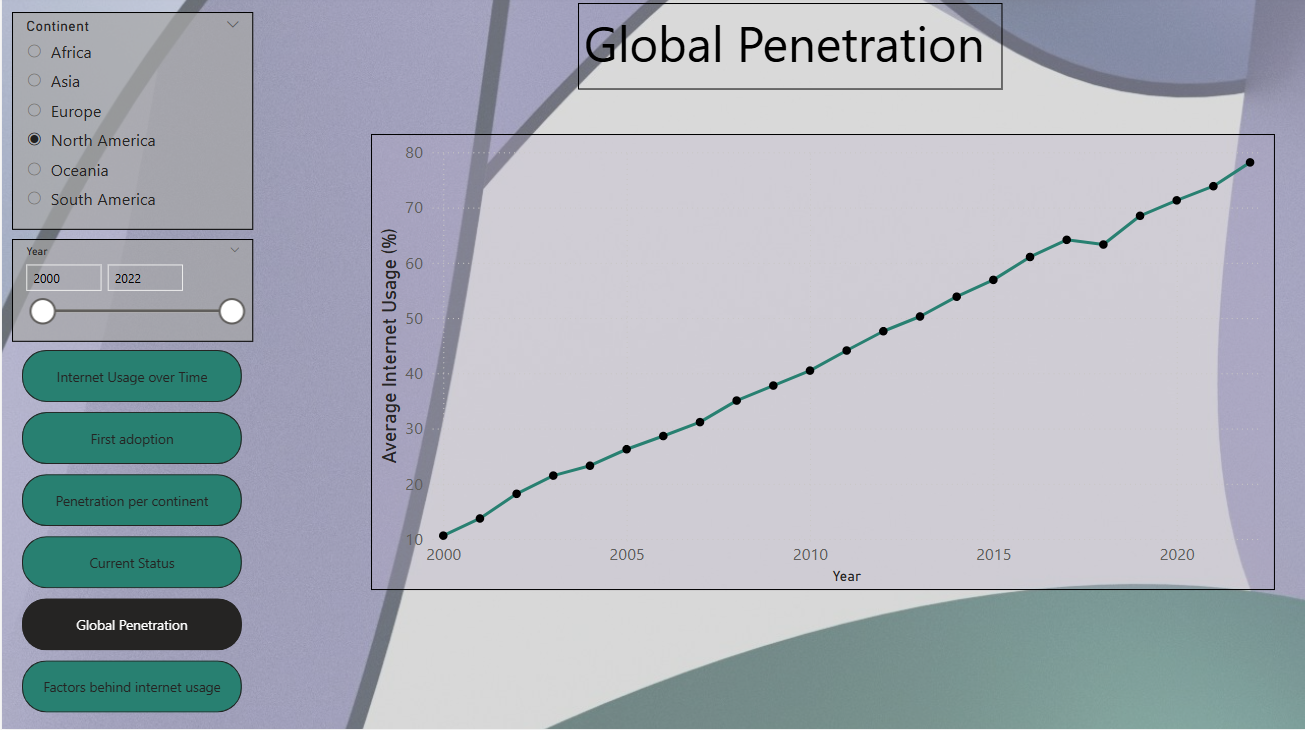 Global Penetration
Continent
Africa
Asia
Europe
North America
Oceania
South America
Year
2000 2022
Internet Usage over Time
First adoption
Penetration per continent
Current Status
Global Penetration
Factors behind internet usage
Average Internet Usage (%)
80
70
60
50
40
30
20
10
2000 2005 2010 2015 2020
Year